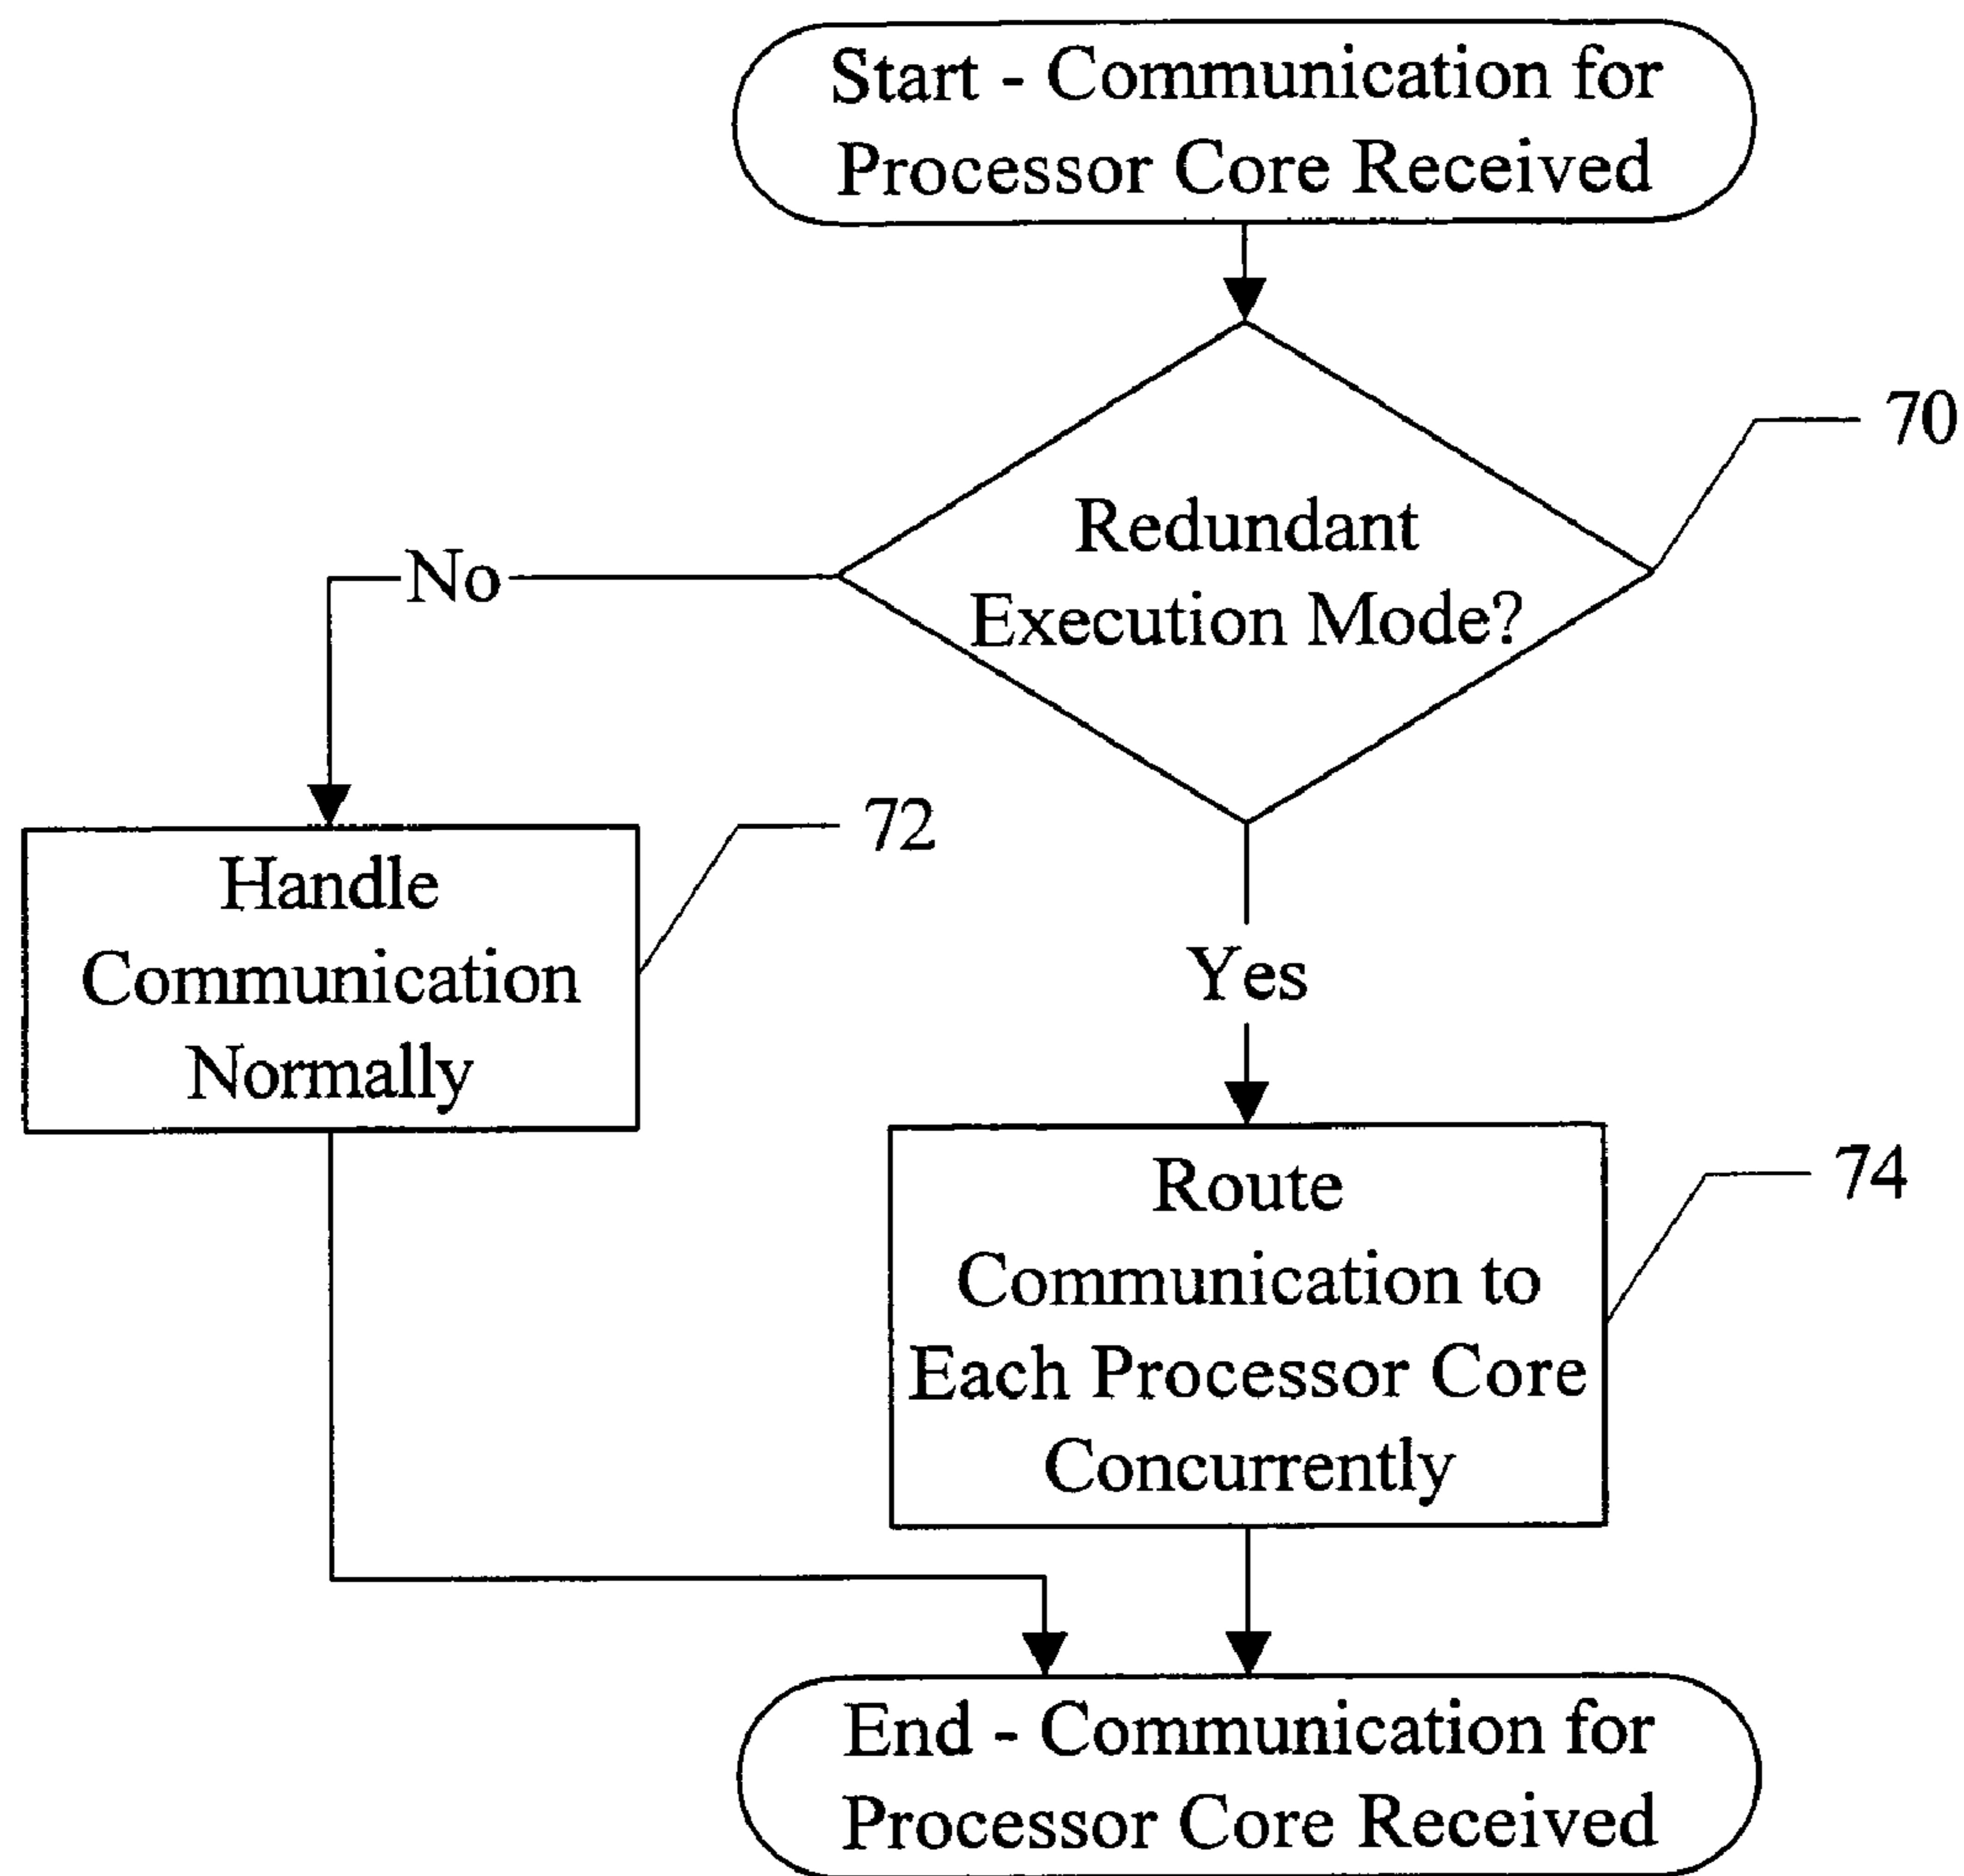 Start - Communication for
Processor Core Received
70
Redundant
Execution Mode?
No
72
Handle
Communication
Normally
Yes
74
Route
Communication to
Each Processor Core
Concurrently
End - Communication for
Processor Core Received